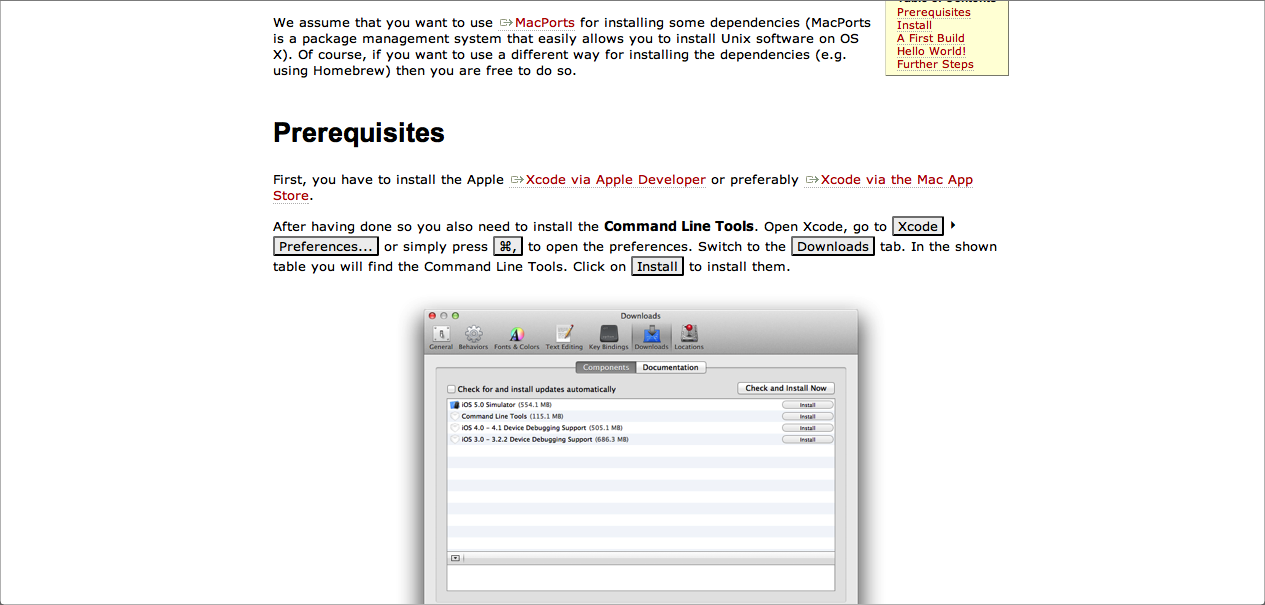 We assume that you want to use MacPorts for installing some dependencies (MacPorts
is a package management system that easily allows you to install Unix software on OS
X). Of course, if you want to use a different way for installing the dependencies (e.g.
using Homebrew) then you are free to do so.
Prerequisites
Install
A First Build
Hello World!
Further Steps
Prerequisites
First, you have to install the Apple Xcode via Apple Developer or preferably Xcode via the Mac App
Store.
After having done so you also need to install the Command Line Tools. Open Xcode, go to Xcode
Preferences... or simply press ⌘, to open the preferences. Switch to the Downloads tab. In the shown
table you will find the Command Line Tools. Click on Install to install them.
Downloads
General Behaviors Fonts & Colors Text Editing Key Bindings Downloads Locations
Components Documentation
Check for and install updates automatically Check and Install Now
iOS 5.0 Simulator (554.1 MB) Install
Command Line Tools (115.1 MB) Install
iOS 4.0 – 4.1 Device Debugging Support (505.1 MB) Install
iOS 3.0 – 3.2.2 Device Debugging Support (686.3 MB) Install